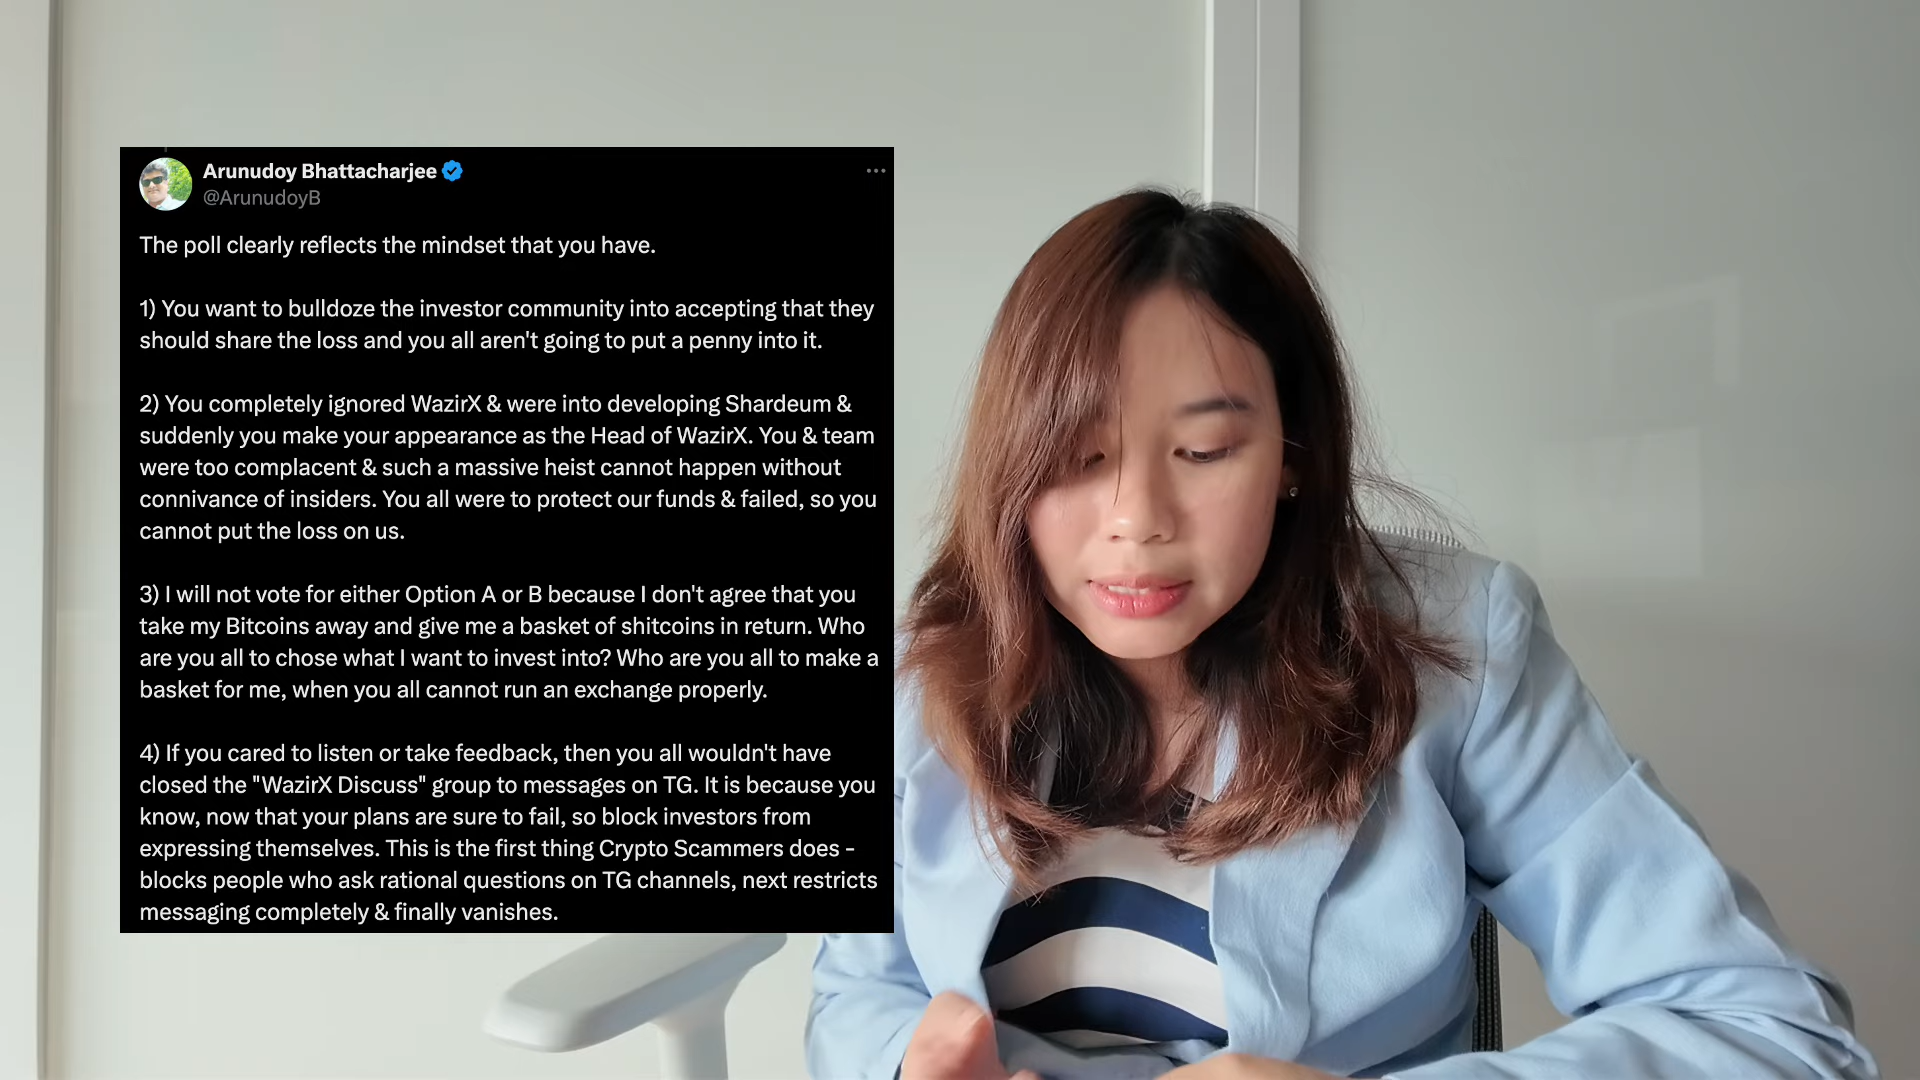 Arunudoy Bhattacharjee
@ArunudoyB
The poll clearly reflects the mindset that you have.
1) You want to bulldoze the investor community into accepting that they
should share the loss and you all aren't going to put a penny into it.
2) You completely ignored WazirX & were into developing Shardeum &
suddenly you make your appearance as the Head of WazirX. You & team
were too complacent & such a massive heist cannot happen without
connivance of insiders. You all were to protect our funds & failed, so you
cannot put the loss on us.
3) I will not vote for either Option A or B because I don't agree that you
take my Bitcoins away and give me a basket of shitcoins in return. Who
are you all to chose what I want to invest into? Who are you all to make a
basket for me, when you all cannot run an exchange properly.
4) If you cared to listen or take feedback, then you all wouldn't have
closed the "WazirX Discuss" group to messages on TG. It is because you
know, now that your plans are sure to fail, so block investors from
expressing themselves. This is the first thing Crypto Scammers does -
blocks people who ask rational questions on TG channels, next restricts
messaging completely & finally vanishes.